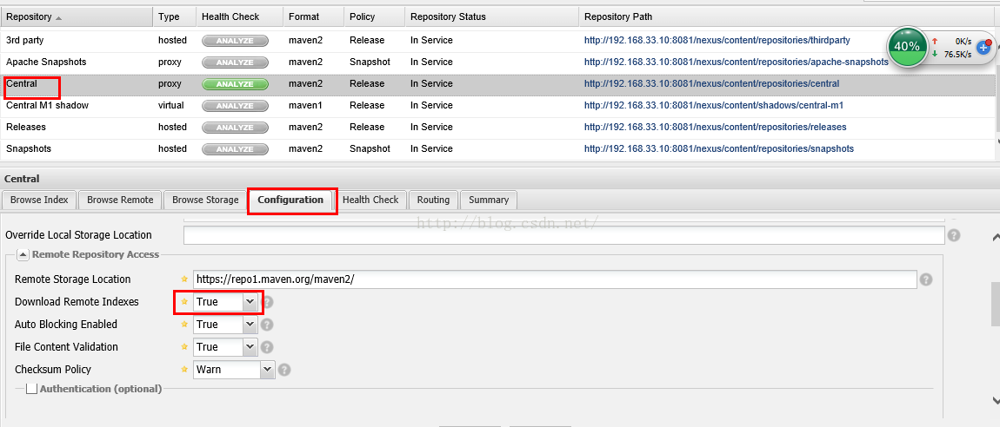 Repository Type Health Check Format Policy Repository Status Repository Path
3rd party hosted ANALYZE maven2 Release In Service http://192.168.33.10:8081/nexus/content/repositories/thirdparty
40% 0K/s
76.5K/s
Apache Snapshots proxy ANALYZE maven2 Snapshot In Service http://192.168.33.10:8081/nexus/content/repositories/apache-snapshots
Central proxy ANALYZE maven2 Release In Service http://192.168.33.10:8081/nexus/content/repositories/central
Central M1 shadow virtual ANALYZE maven1 Release In Service http://192.168.33.10:8081/nexus/content/shadows/central-m1
Releases hosted ANALYZE maven2 Release In Service http://192.168.33.10:8081/nexus/content/repositories/releases
Snapshots hosted ANALYZE maven2 Snapshot In Service http://192.168.33.10:8081/nexus/content/repositories/snapshots
Central
Browse Index Browse Remote Browse Storage Configuration Health Check Routing Summary
http://blog.csdn.net/
Override Local Storage Location ?
Remote Repository Access
Remote Storage Location https://repo1.maven.org/maven2/ ?
Download Remote Indexes True ?
Auto Blocking Enabled True ?
File Content Validation True ?
Checksum Policy Warn ?
Authentication (optional)